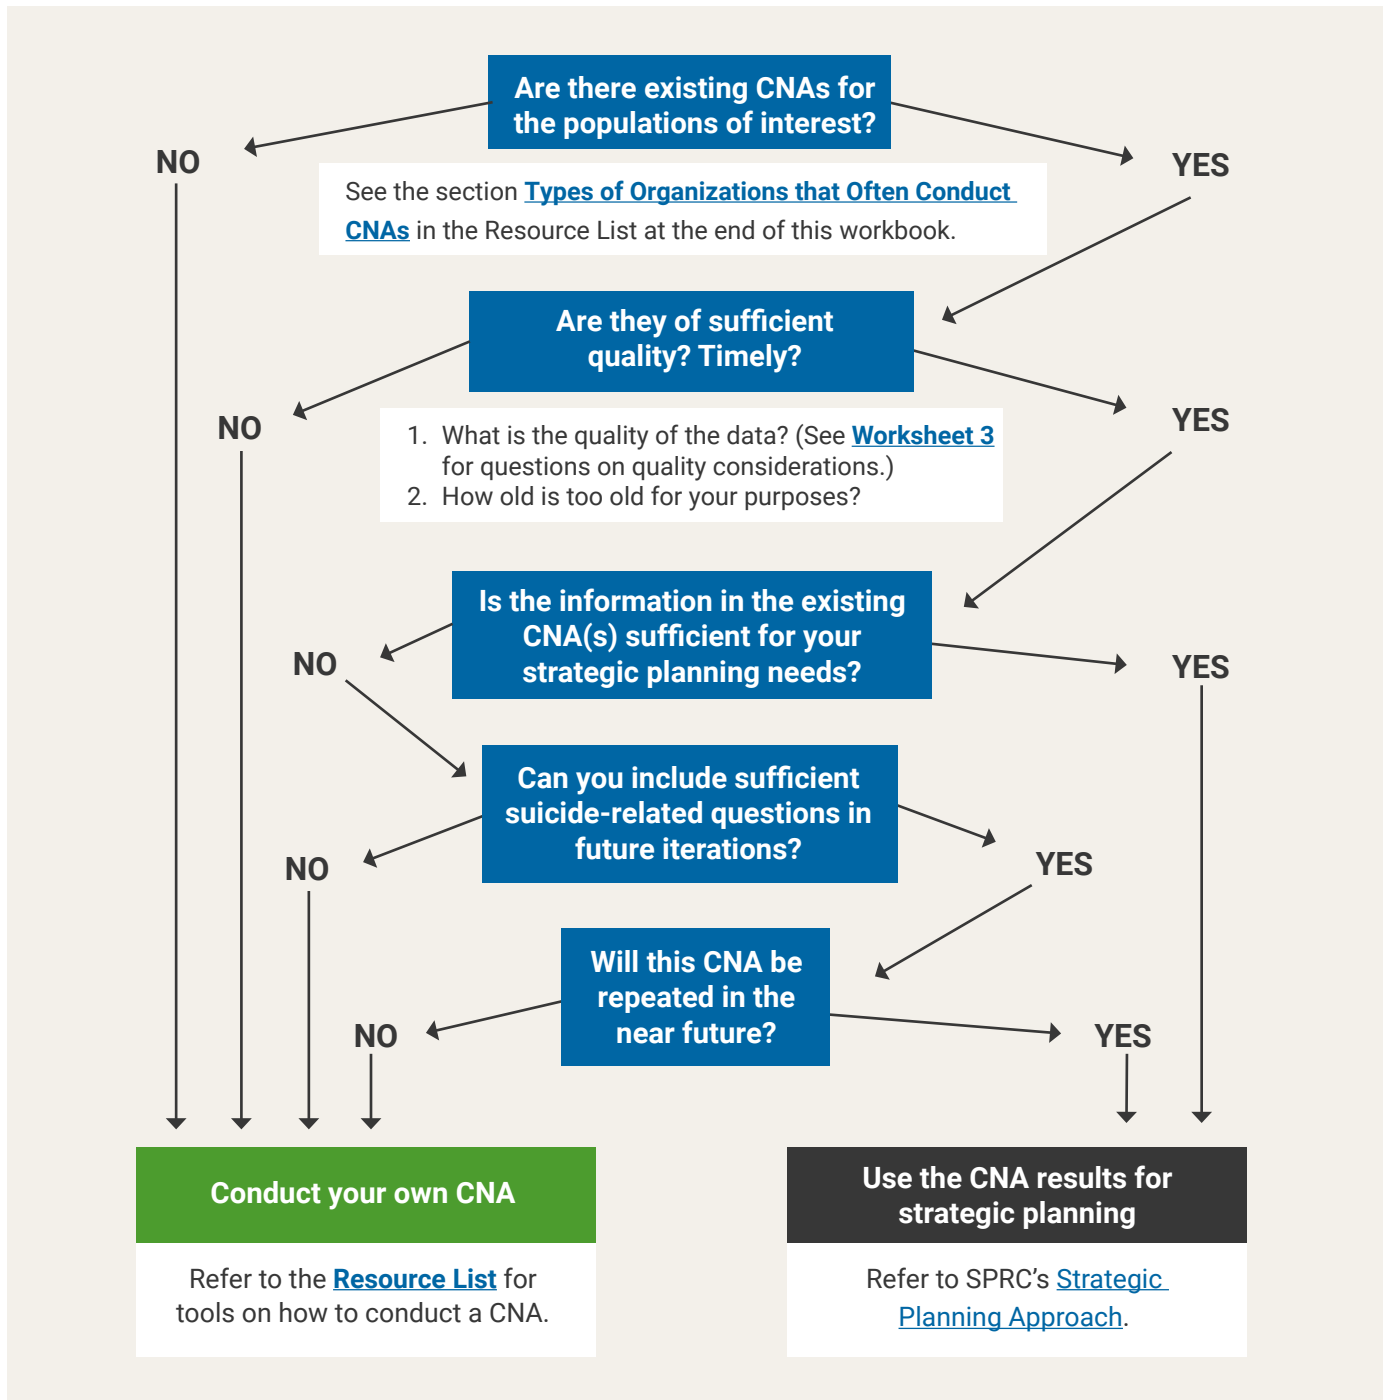 Are there existing CNAs for
the populations of interest?
NO
YES
See the section Types of Organizations that Often Conduct
CNAs in the Resource List at the end of this workbook.
Are they of sufficient
quality? Timely?
NO
YES
1. What is the quality of the data? (See Worksheet 3
for questions on quality considerations.)
2. How old is too old for your purposes?
Is the information in the existing
CNA(s) sufficient for your
strategic planning needs?
NO
YES
Can you include sufficient
suicide-related questions in
future iterations?
NO
YES
Will this CNA be
repeated in the
near future?
NO
YES
Conduct your own CNA
Refer to the Resource List for
tools on how to conduct a CNA.
Use the CNA results for
strategic planning
Refer to SPRC’s Strategic
Planning Approach.